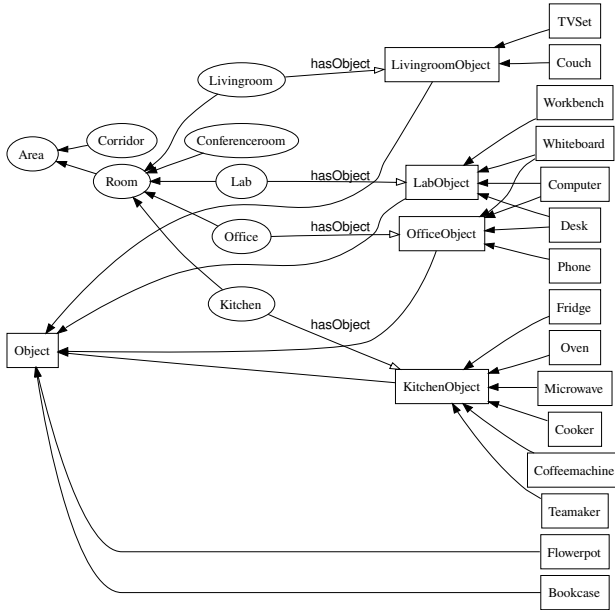 TVSet
hasObject
LivingroomObject
Livingroom
Couch
Workbench
Corridor
Conferenceroom
Whiteboard
Area
hasObject
Room
Lab
LabObject
Computer
hasObject
Desk
Office
OfficeObject
Phone
Kitchen
Fridge
hasObject
Object
Oven
KitchenObject
Microwave
Cooker
Coffeemachine
Teamaker
Flowerpot
Bookcase